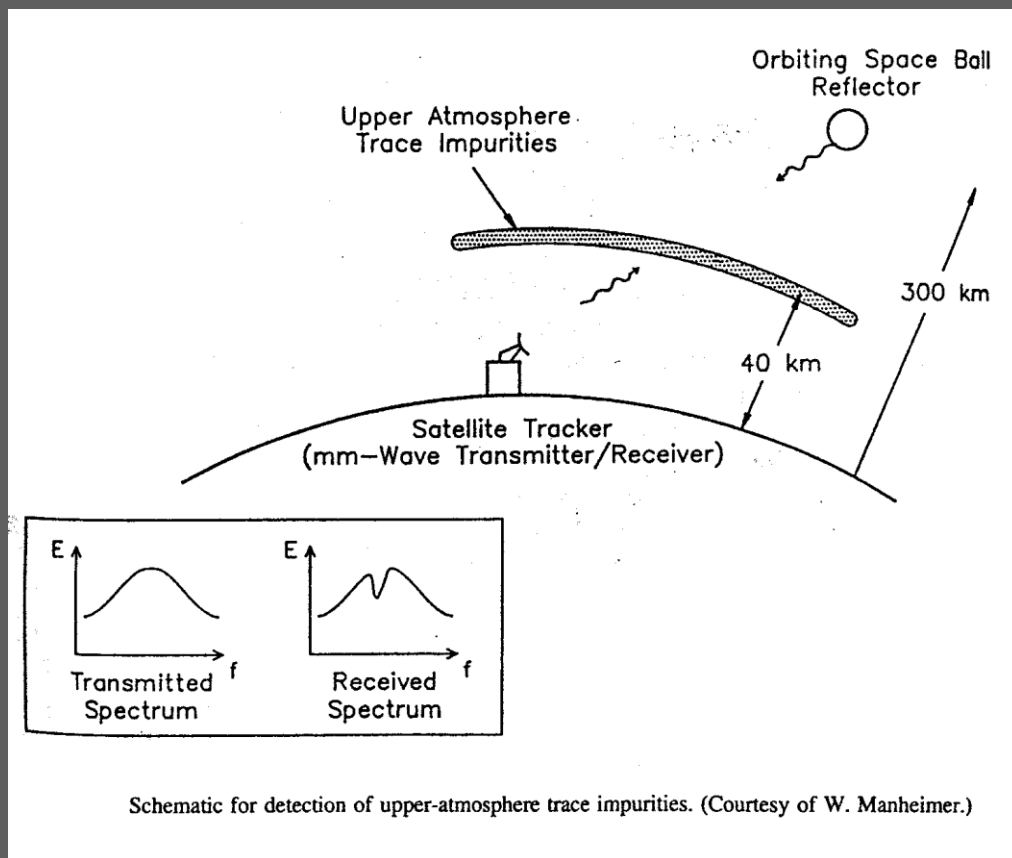 Orbiting Space Ball
Reflector
Upper Atmosphere
Trace Impurities
300 km
40 km
Satellite Tracker
(mm-Wave Transmitter/Receiver)
E
f
Transmitted
Spectrum
E
f
Received
Spectrum
Schematic for detection of upper-atmosphere trace impurities. (Courtesy of W. Manheimer.)